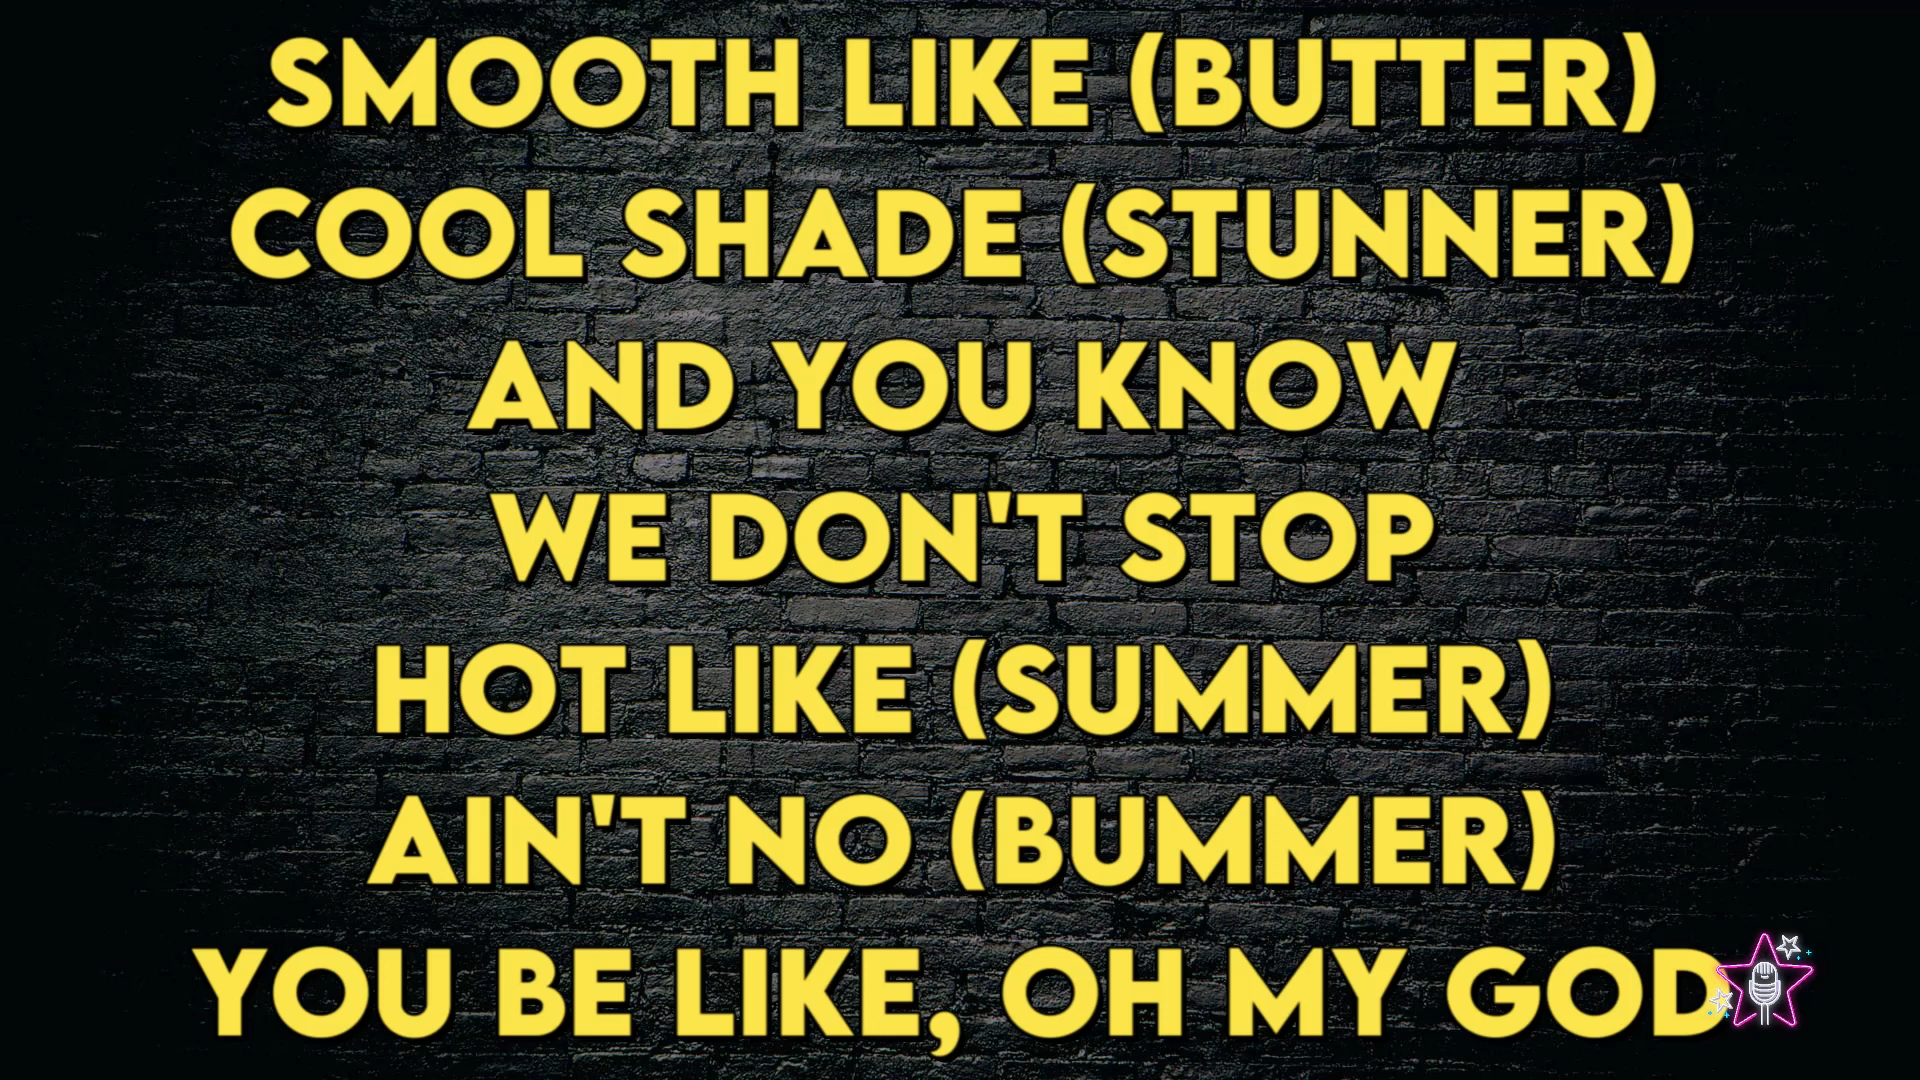 SMOOTH LIKE (BUTTER)
COOL SHADE (STUNNER)
AND YOU KNOW
WE DON'T STOP
HOT LIKE (SUMMER)
AIN'T NO (BUMMER)
YOU BE LIKE, OH MY GOD